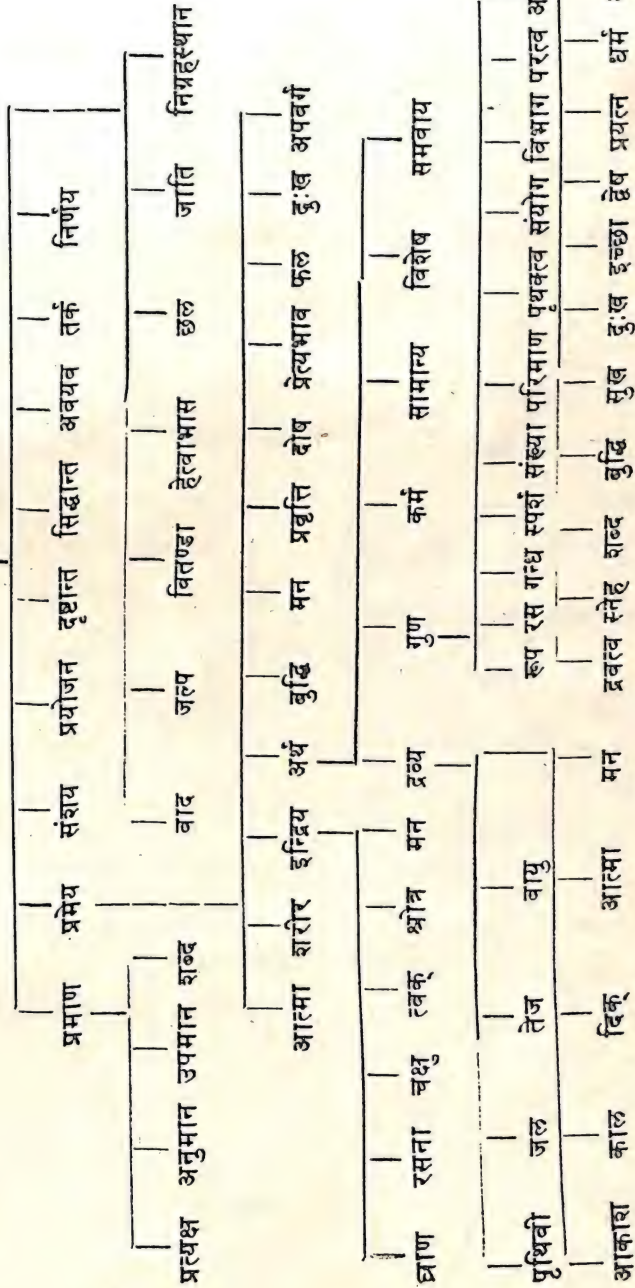 प्रमाण प्रमेय संशय प्रयोजन दृष्टान्त सिद्धान्त अवयव तर्क निर्णय
प्रत्यक्ष अनुमान उपमान शब्द
वाद जल्प वितण्डा हेत्वाभास छल जाति निग्रहस्थान
आत्मा शरीर इन्द्रिय अर्थ बुद्धि मन प्रवृत्ति दोष प्रेत्यभाव फल दुःख अपवर्ग
घ्राण रसना चक्षु त्वक् श्रोत्र मन
द्रव्य गुण कर्म सामान्य विशेष समवाय
पृथिवी जल तेज वायु
आकाश काल दिक् आत्मा मन
रूप रस गन्ध स्पर्श संख्या परिमाण पृथक्त्व संयोग विभाग परत्व
द्रवत्व स्नेह शब्द बुद्धि सुख दुःख इच्छा द्वेष प्रयत्न धर्म